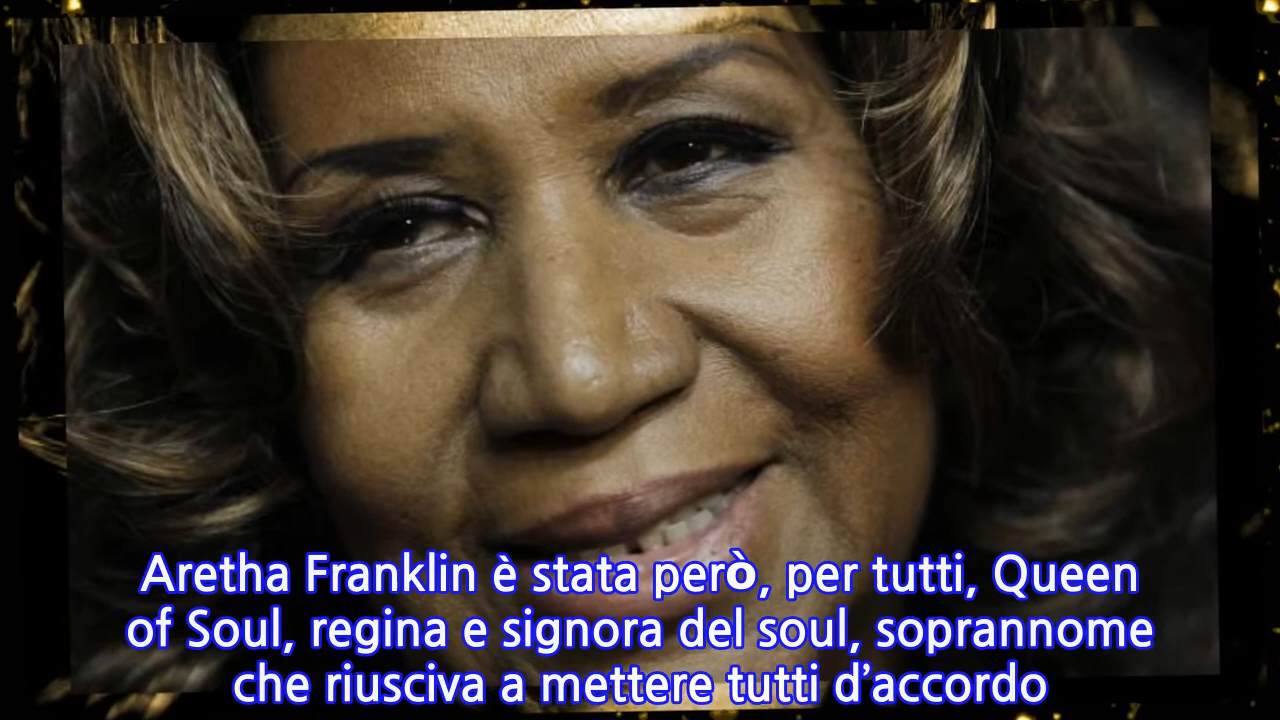 Aretha Franklin è stata però, per tutti, Queen
of Soul, regina e signora del soul, soprannome
che riusciva a mettere tutti d’accordo